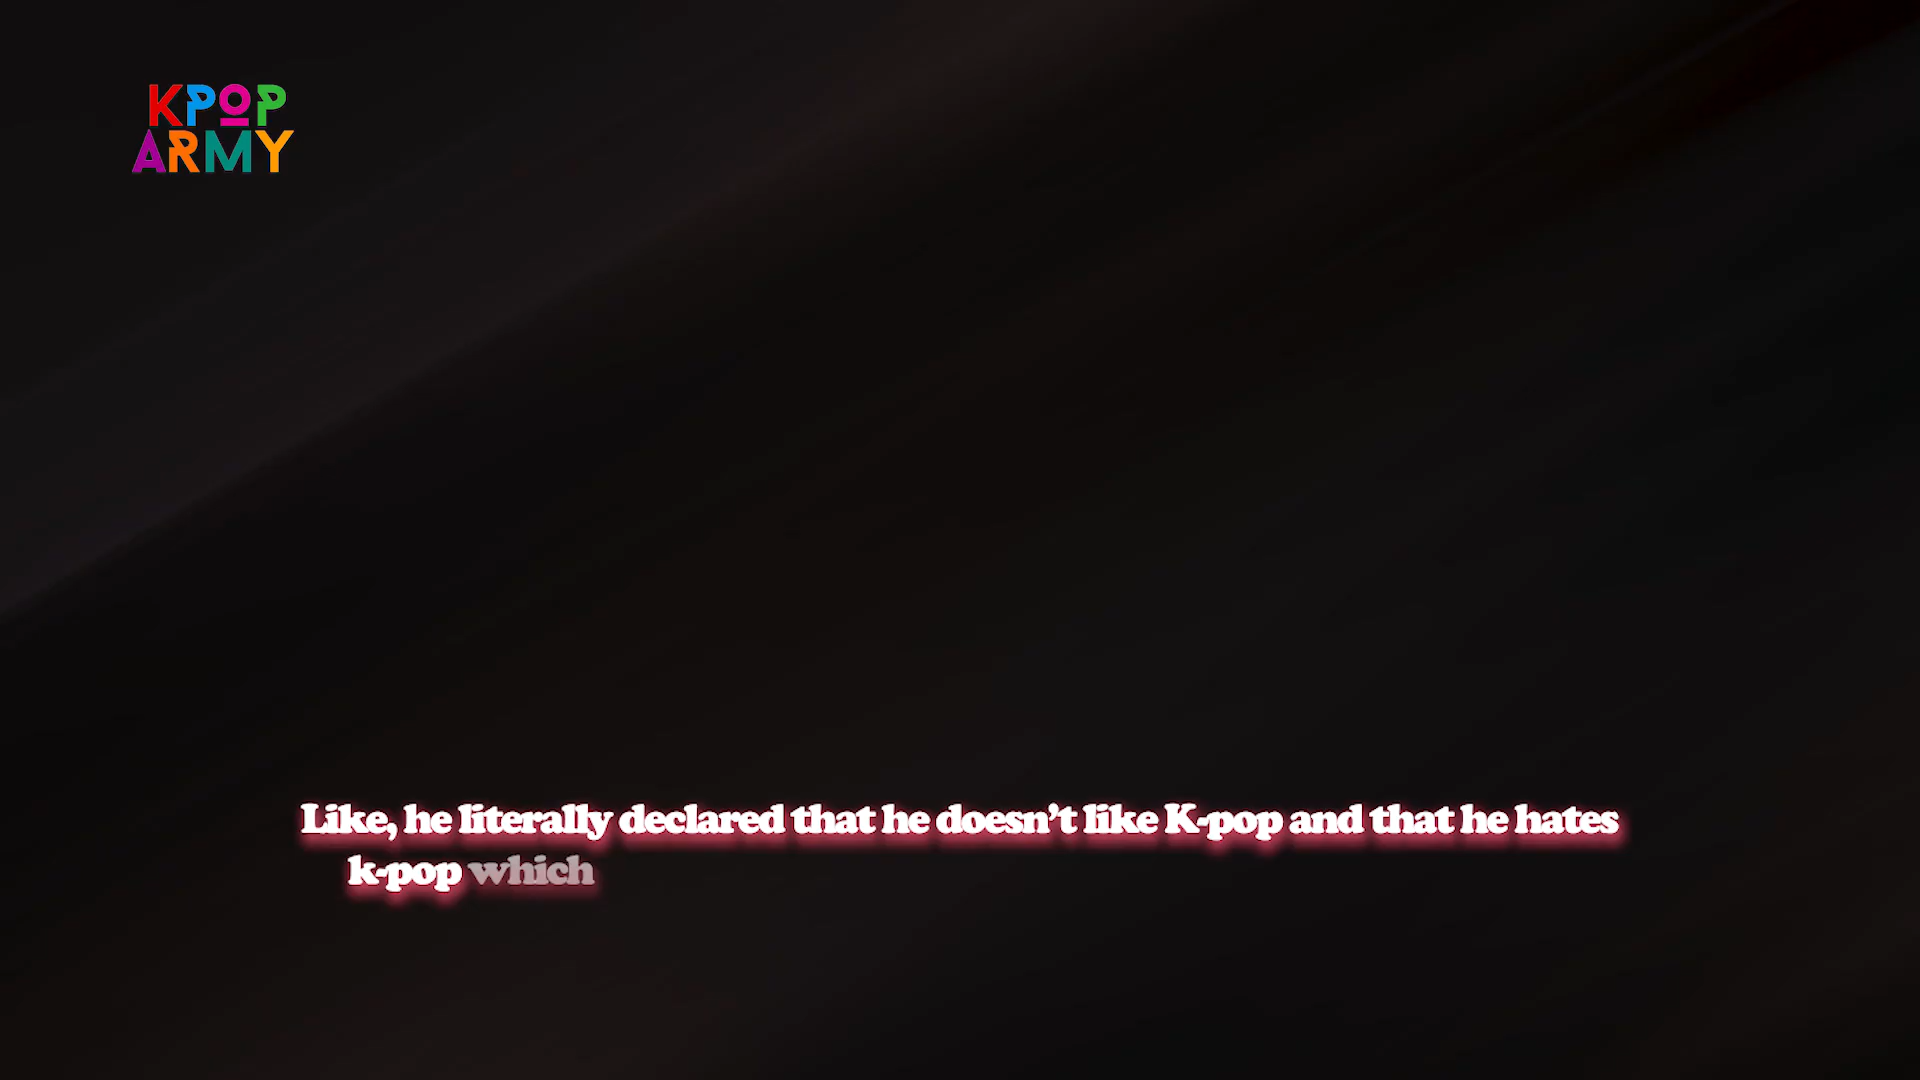 KPOP
ARMY
Like, he literally declared that he doesn’t like K-pop and that he hates
k-pop which